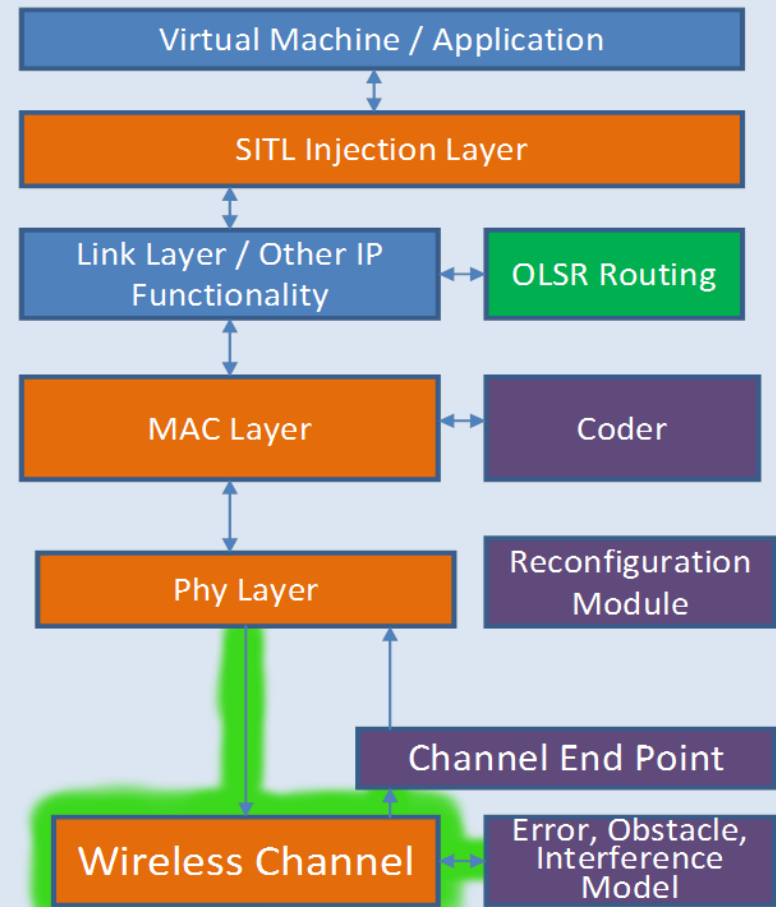 Virtual Machine / Application
SITL Injection Layer
Link Layer / Other IP
Functionality
OLSR Routing
MAC Layer
Coder
Phy Layer
Reconfiguration
Module
Channel End Point
Wireless Channel
Error, Obstacle,
Interference
Model